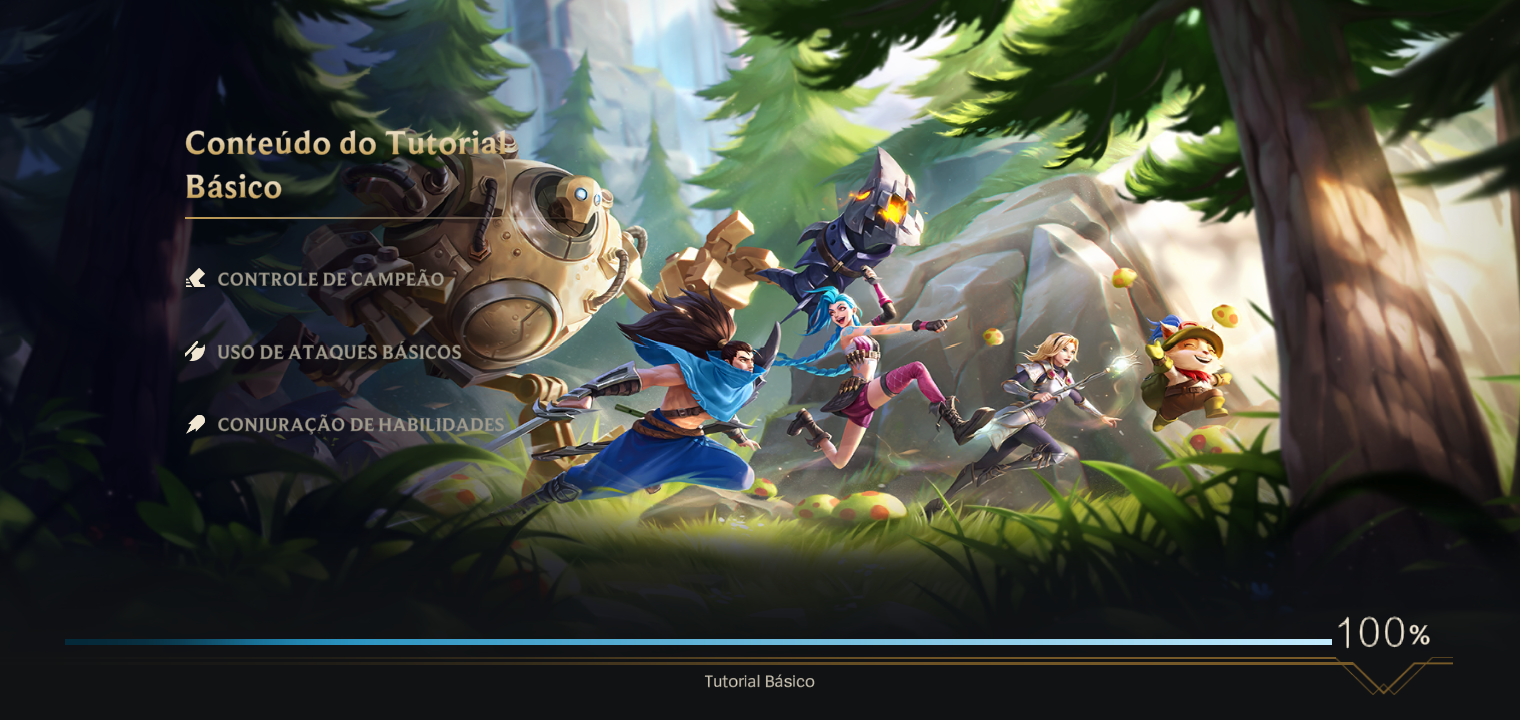 Conteúdo do Tutorial
Básico
CONTROLE DE CAMPEÃO
USO DE ATAQUES BÁSICOS
CONJURAÇÃO DE HABILIDADES
100%
Tutorial Básico